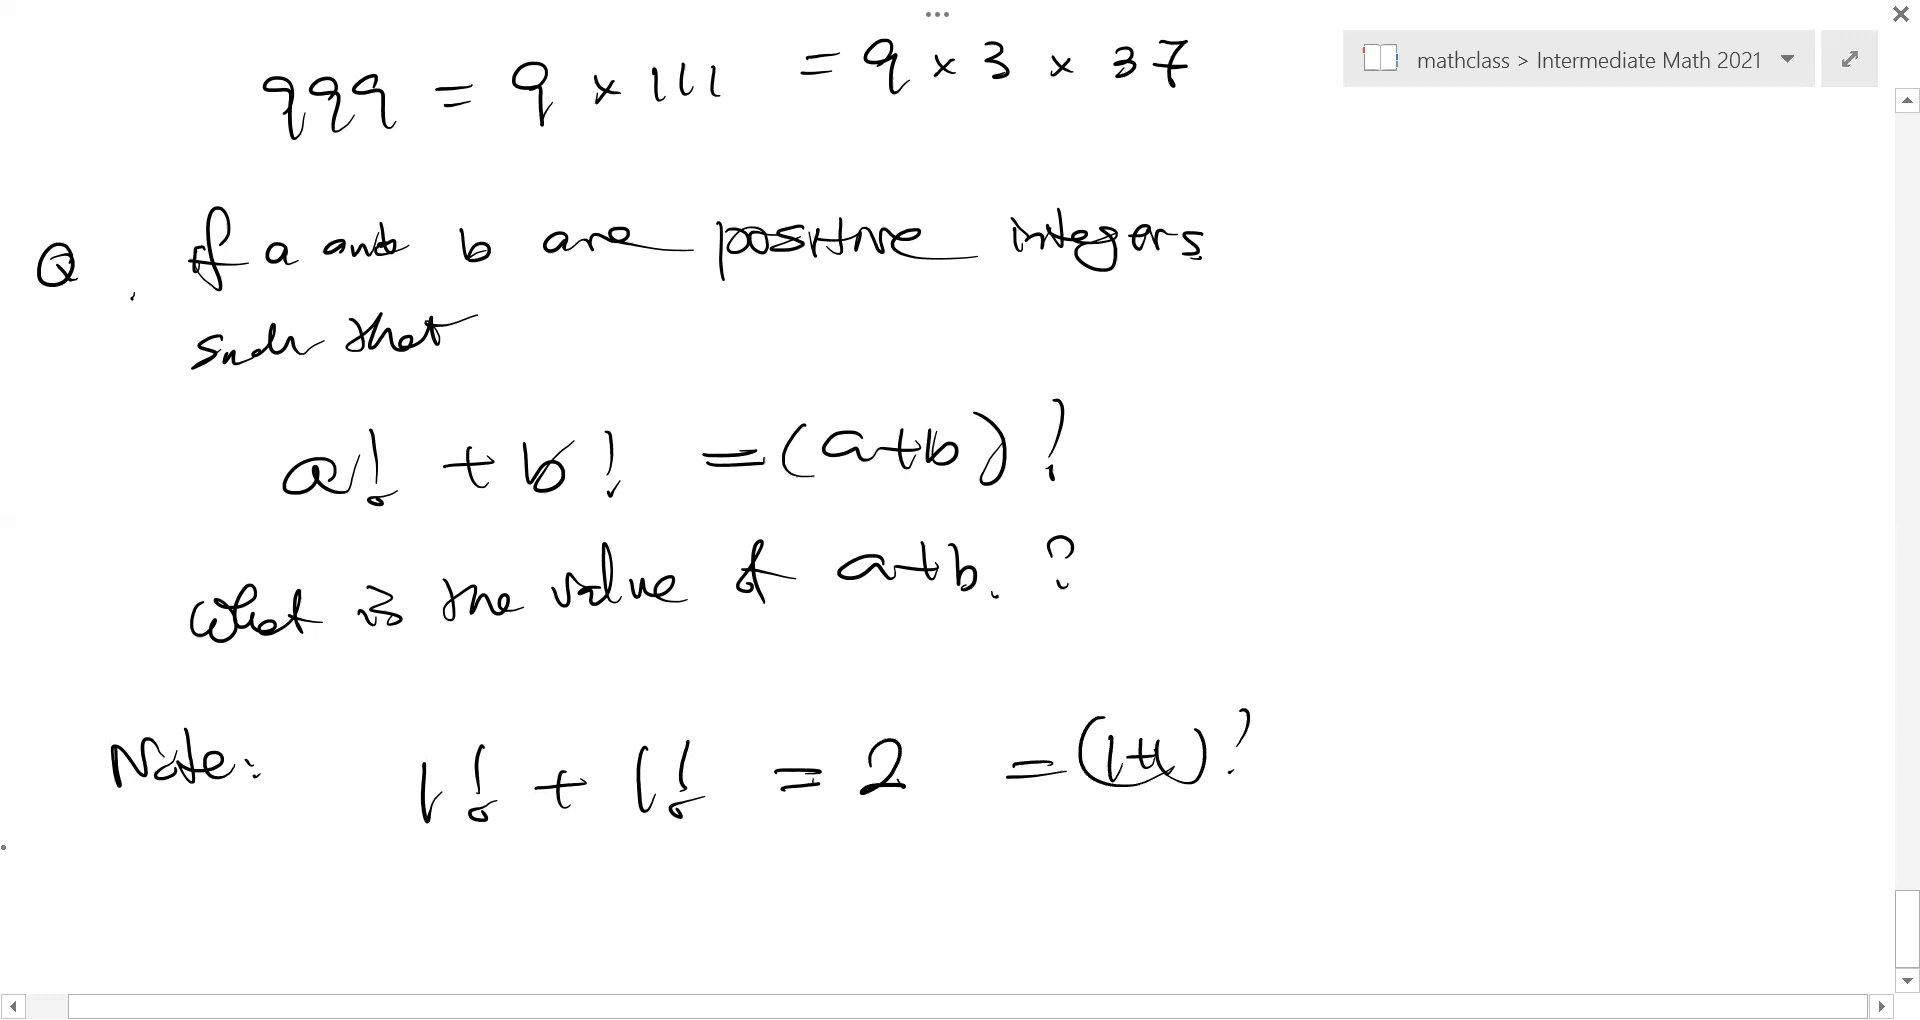 999 = 9 × 111 = 9 × 3 × 37
mathclass > Intermediate Math 2021
Q. If a and b are positive integers
such that
a! + b! = (a+b)!
What is the value of a+b. ?
Note: 1! + 1! = 2 = (1+1)!